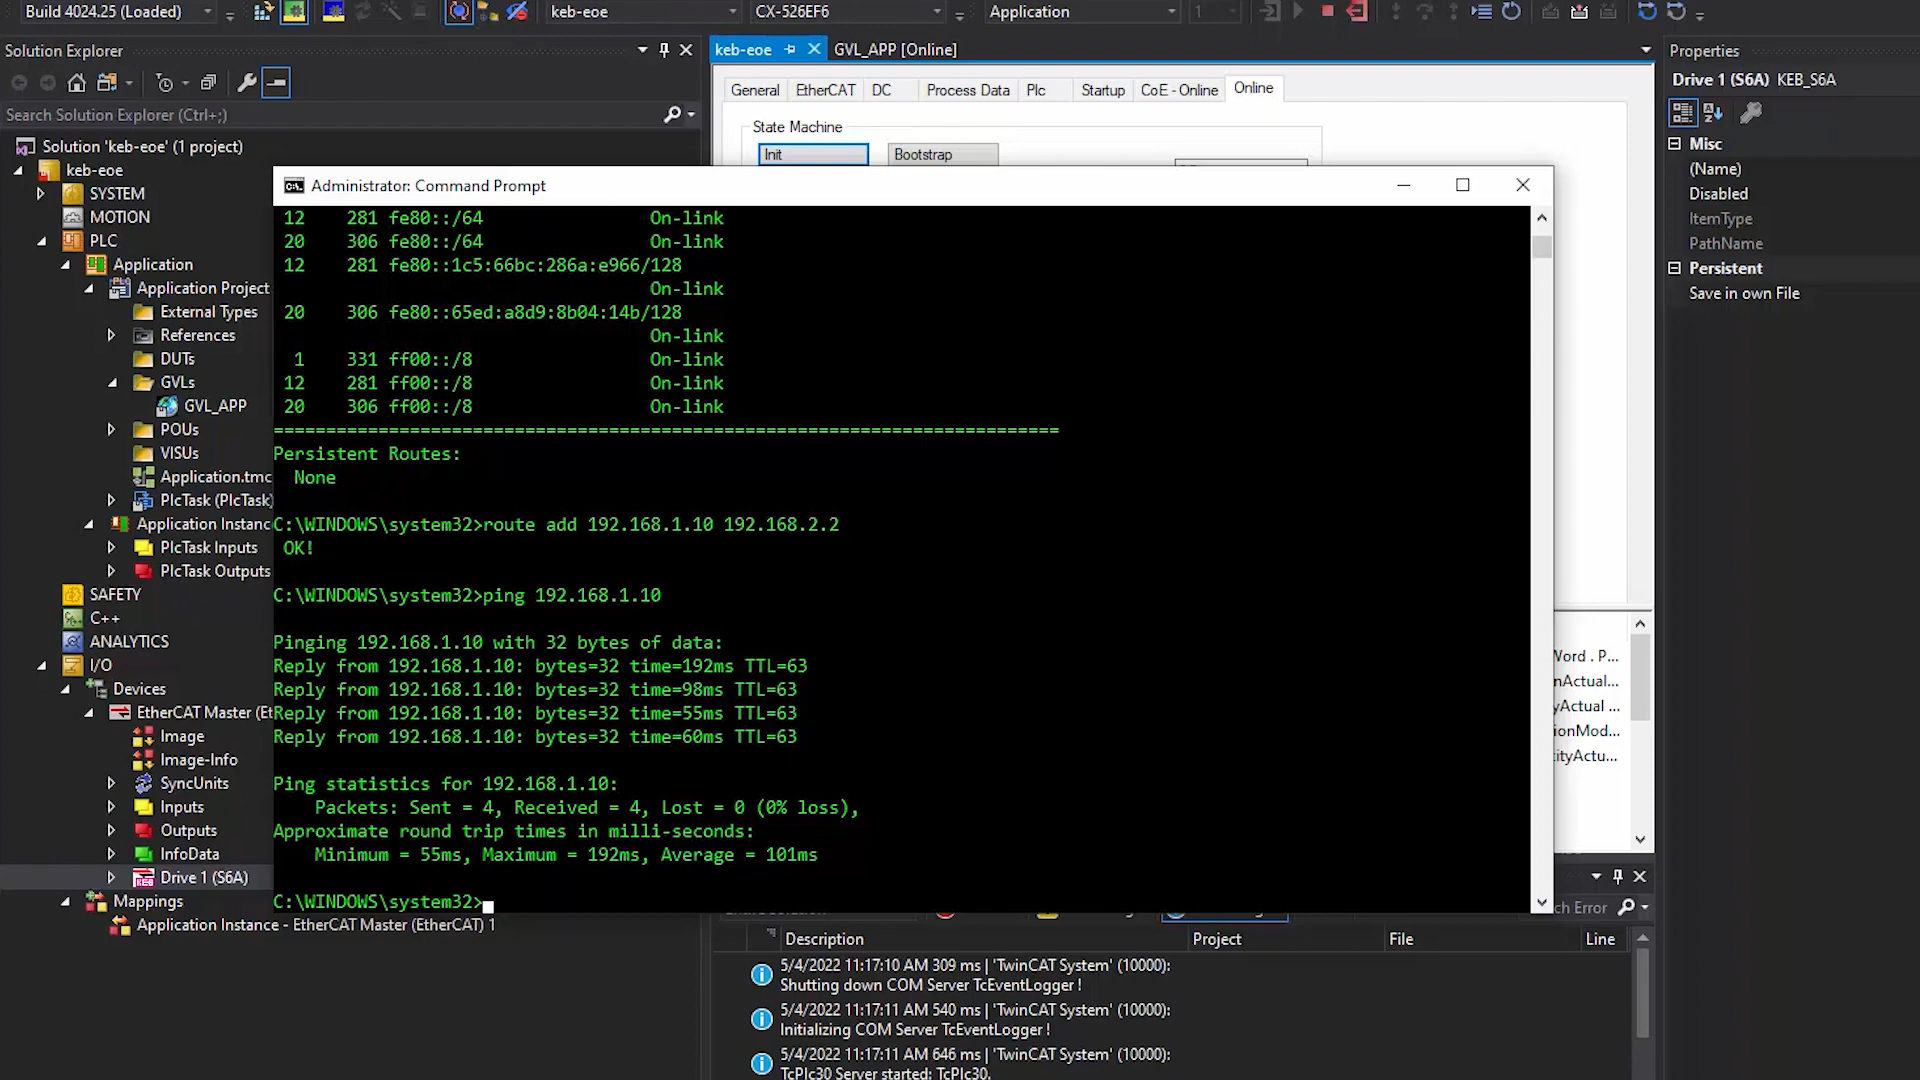 Build 4024.25 (Loaded)
keb-eoe
CX-526EF6
Application
1
Solution Explorer
Search Solution Explorer (Ctrl+;)
Solution 'keb-eoe' (1 project)
keb-eoe
SYSTEM
MOTION
PLC
Application
Application Project
External Types
References
DUTs
GVLs
GVL_APP
POUs
VISUs
Application.tmc
PlcTask (PlcTask)
Application Instanc
PlcTask Inputs
PlcTask Outputs
SAFETY
C++
ANALYTICS
I/O
Devices
EtherCAT Master (Et
Image
Image-Info
SyncUnits
Inputs
Outputs
InfoData
Drive 1 (S6A)
Mappings
Application Instance - EtherCAT Master (EtherCAT) 1
keb-eoe
GVL_APP [Online]
General
EtherCAT
DC
Process Data
Plc
Startup
CoE - Online
Online
State Machine
Init
Bootstrap
Administrator: Command Prompt
12    281 fe80::/64                On-link
20    306 fe80::/64                On-link
12    281 fe80::1c5:66bc:286a:e966/128
On-link
20    306 fe80::65ed:a8d9:8b04:14b/128
On-link
1    331 ff00::/8                 On-link
12    281 ff00::/8                 On-link
20    306 ff00::/8                 On-link
===========================================================================
Persistent Routes:
None
C:\WINDOWS\system32>route add 192.168.1.10 192.168.2.2
OK!
C:\WINDOWS\system32>ping 192.168.1.10
Pinging 192.168.1.10 with 32 bytes of data:
Reply from 192.168.1.10: bytes=32 time=192ms TTL=63
Reply from 192.168.1.10: bytes=32 time=98ms TTL=63
Reply from 192.168.1.10: bytes=32 time=55ms TTL=63
Reply from 192.168.1.10: bytes=32 time=60ms TTL=63
Ping statistics for 192.168.1.10:
Packets: Sent = 4, Received = 4, Lost = 0 (0% loss),
Approximate round trip times in milli-seconds:
Minimum = 55ms, Maximum = 192ms, Average = 101ms
C:\WINDOWS\system32>
Word . P...
nActual...
yActual ...
ionMod...
ityActu...
ch Error
Description
Project
File
Line
5/4/2022 11:17:10 AM 309 ms | 'TwinCAT System' (10000):
Shutting down COM Server TcEventLogger !
5/4/2022 11:17:11 AM 540 ms | 'TwinCAT System' (10000):
Initializing COM Server TcEventLogger !
5/4/2022 11:17:11 AM 646 ms | 'TwinCAT System' (10000):
TcPlc30 Server started: TcPlc30.
Properties
Drive 1 (S6A) KEB_S6A
Misc
(Name)
Disabled
ItemType
PathName
Persistent
Save in own File